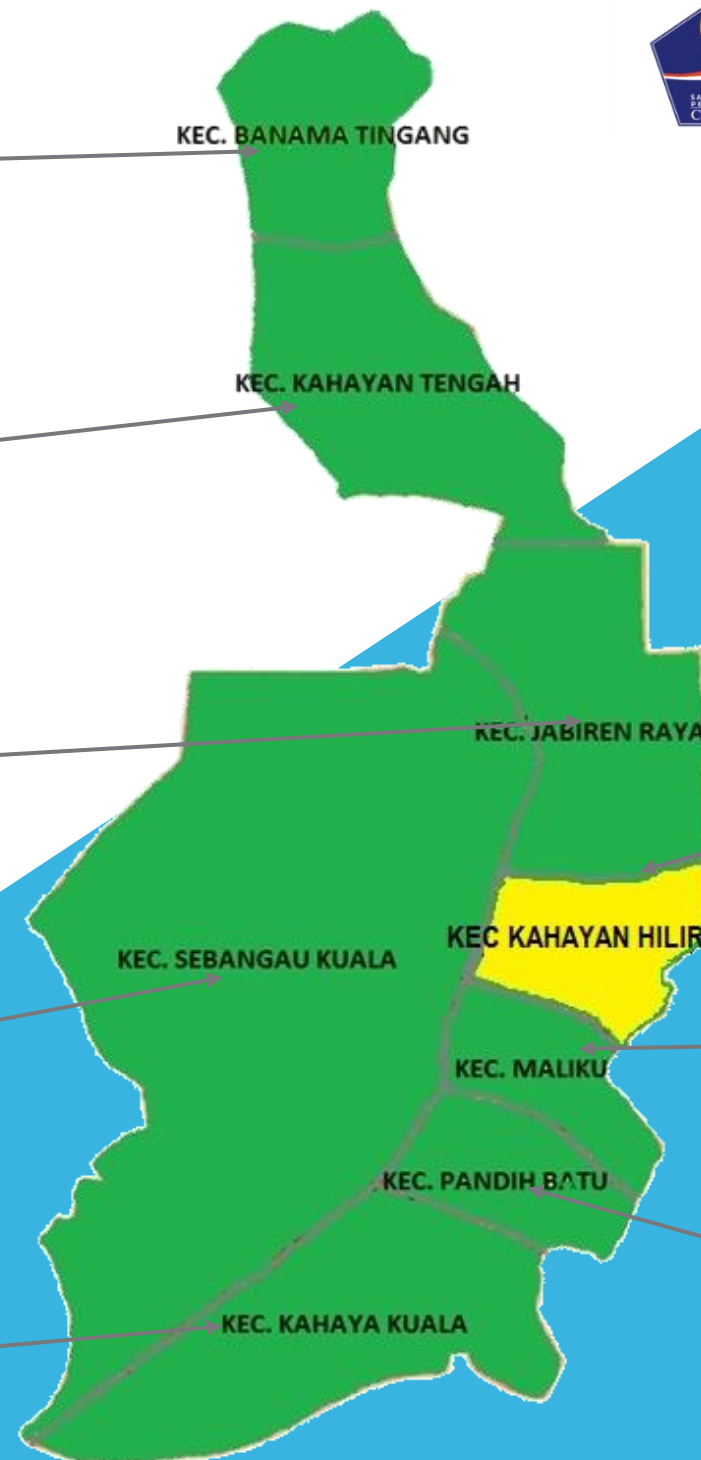 KEC. BANAMA TINGANG
KEC. KAHAYAN TENGAH
KEC. JABIREN RAYA
KEC KAHAYAN HILIR
KEC. SEBANGAU KUALA
KEC. MALIKU
KEC. PANDIH BATU
KEC. KAHAYA KUALA